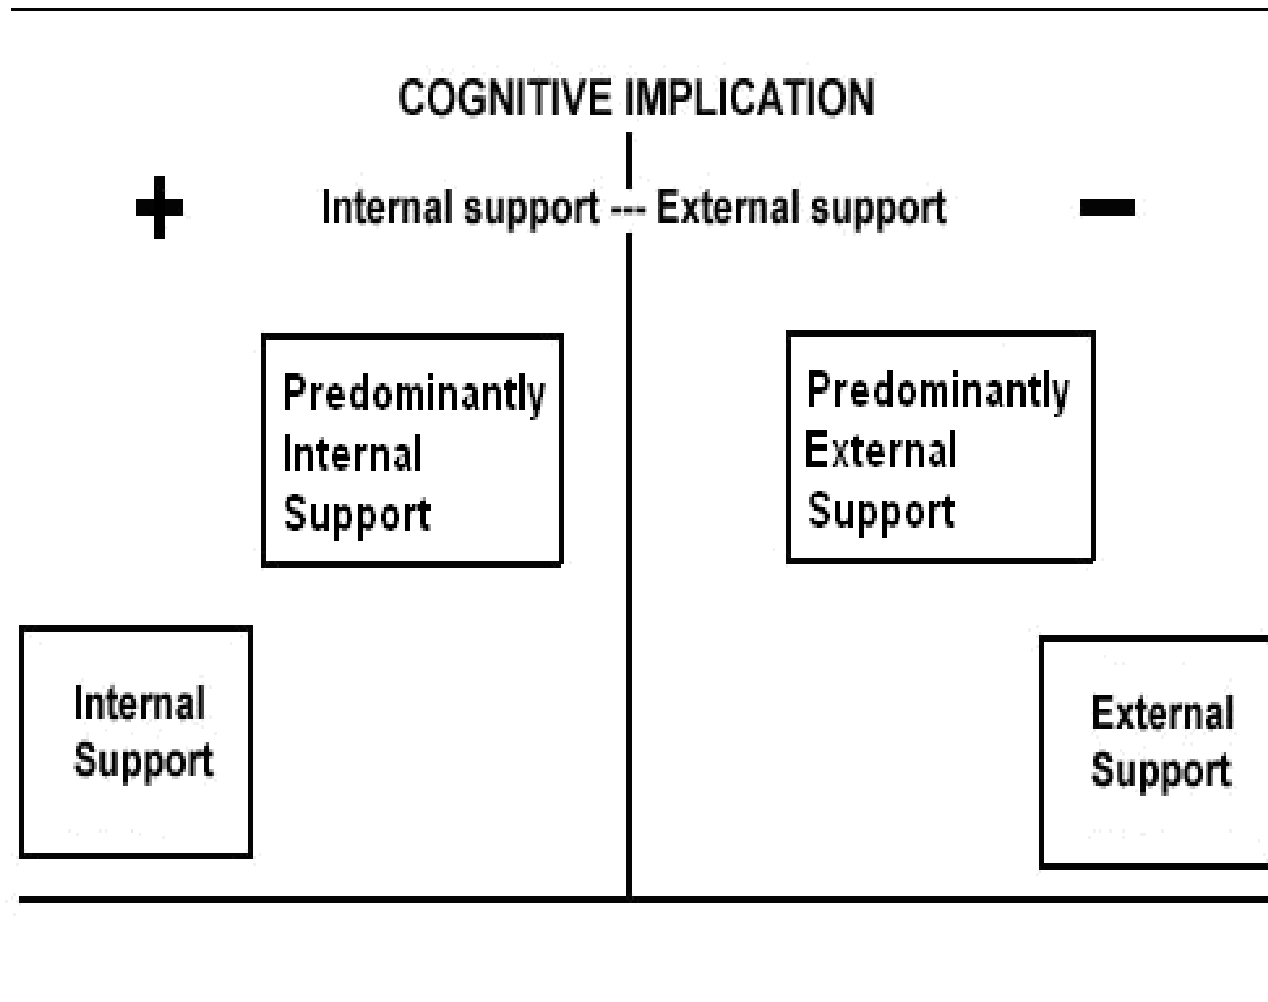 COGNITIVE IMPLICATION
+ Internal support --- External support −
Predominantly
Internal
Support
Predominantly
External
Support
Internal
Support
External
Support